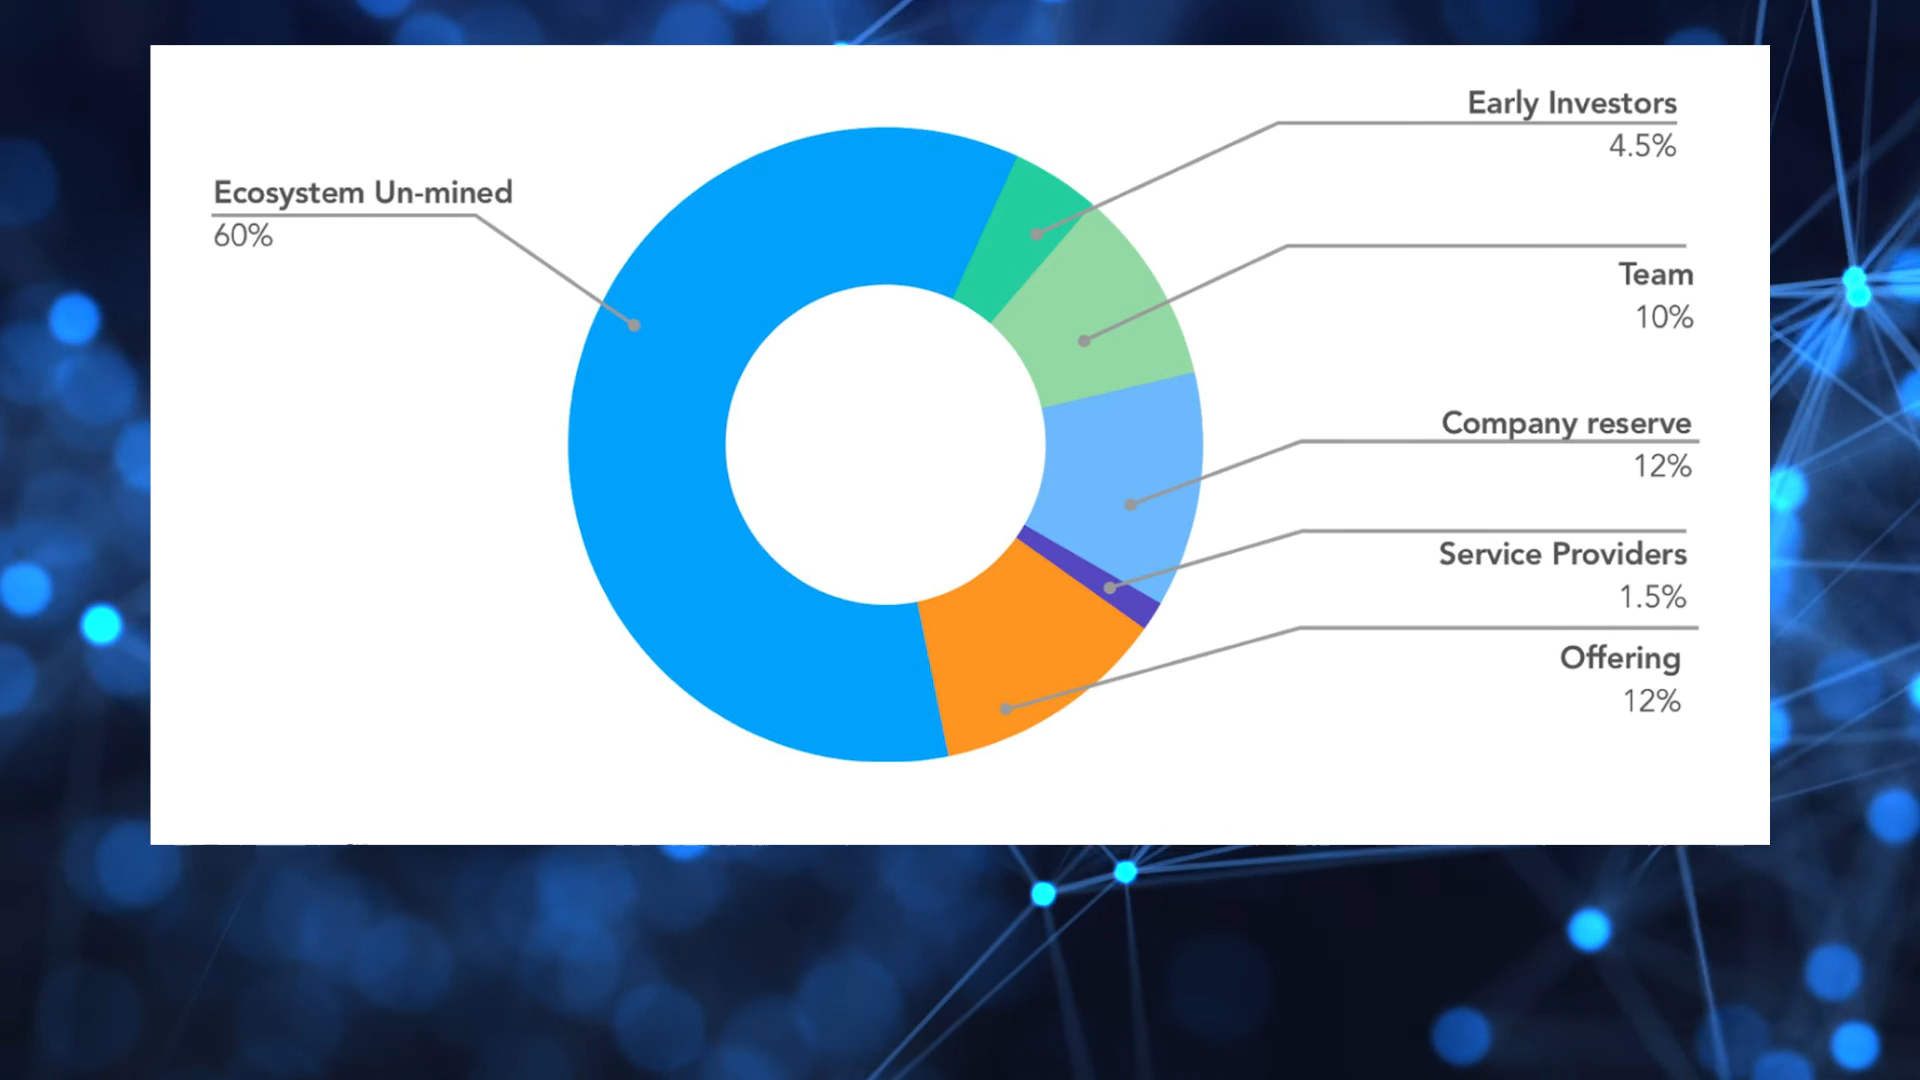 Early Investors
4.5%
Ecosystem Un-mined
60%
Team
10%
Company reserve
12%
Service Providers
1.5%
Offering
12%